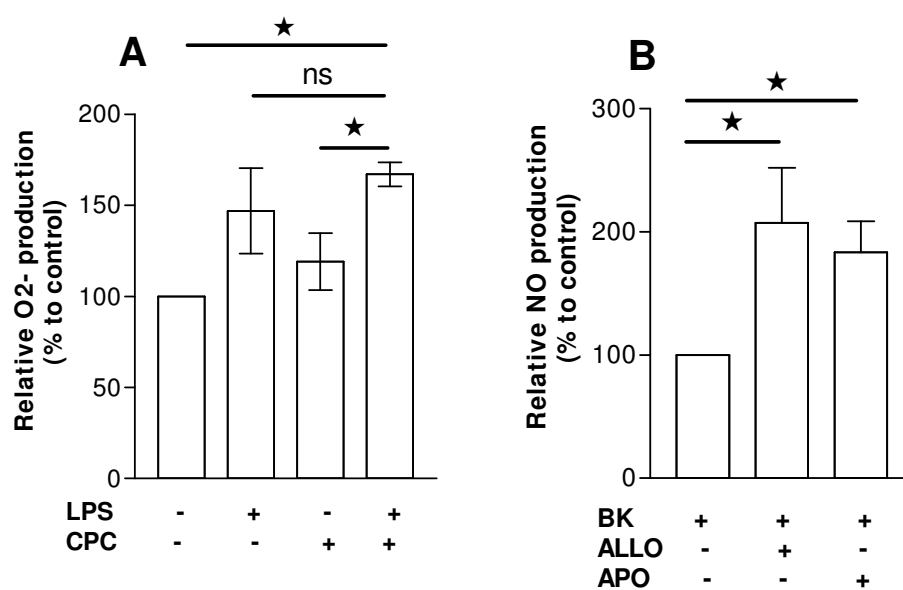 A
★
ns
★
Relative O2- production
(% to control)
200
150
100
50
0
LPS - + - +
CPC - - + +
B
★
★
Relative NO production
(% to control)
300
200
100
0
BK + + +
ALLO - + -
APO - - +